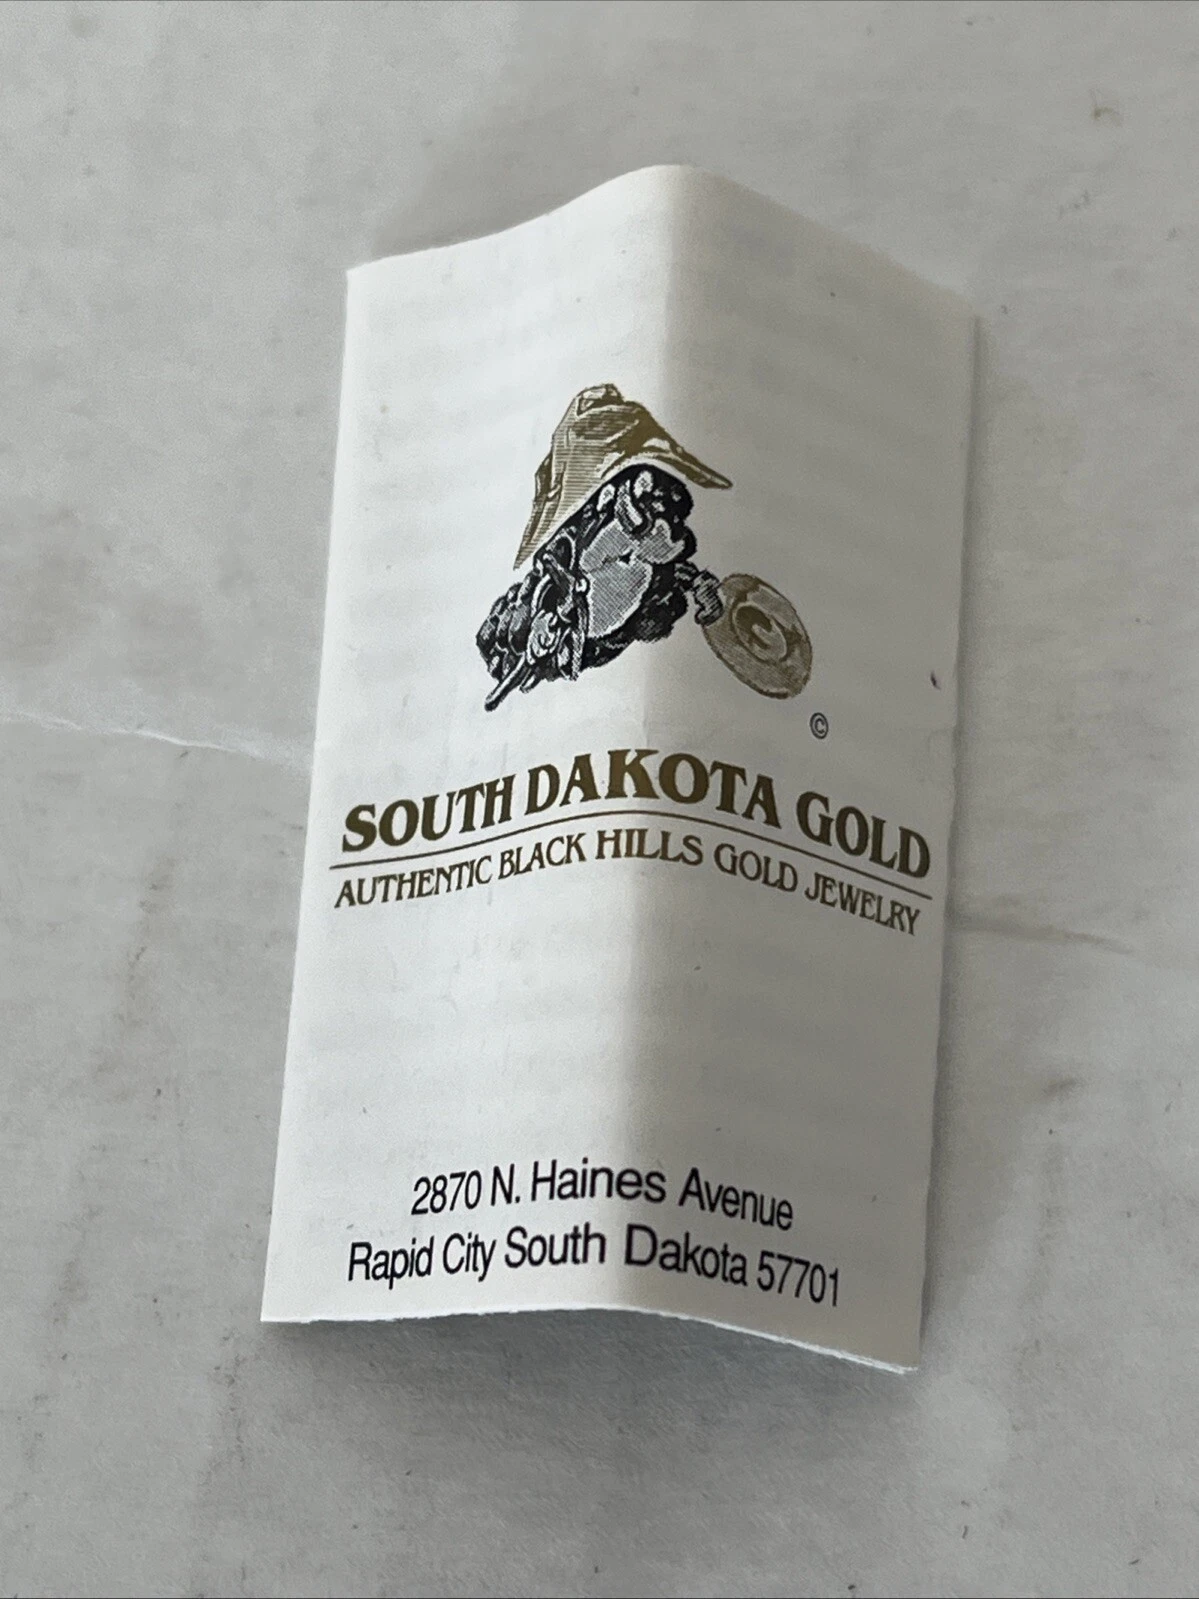 ©
SOUTH DAKOTA GOLD
AUTHENTIC BLACK HILLS GOLD JEWELRY
2870 N. Haines Avenue
Rapid City South Dakota 57701